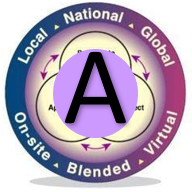 Local ▲ National ▲ Global
On-site ▲ Blended ▲ Virtual
A